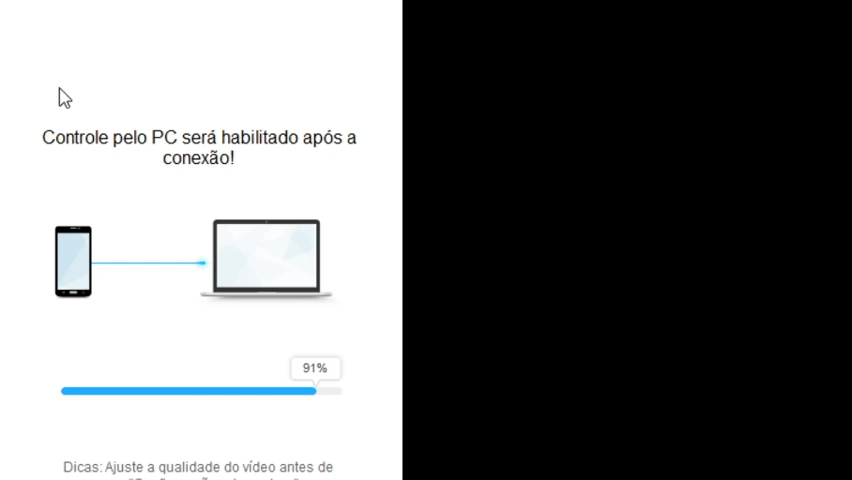 Controle pelo PC será habilitado após a
conexão!
91%
Dicas: Ajuste a qualidade do vídeo antes de